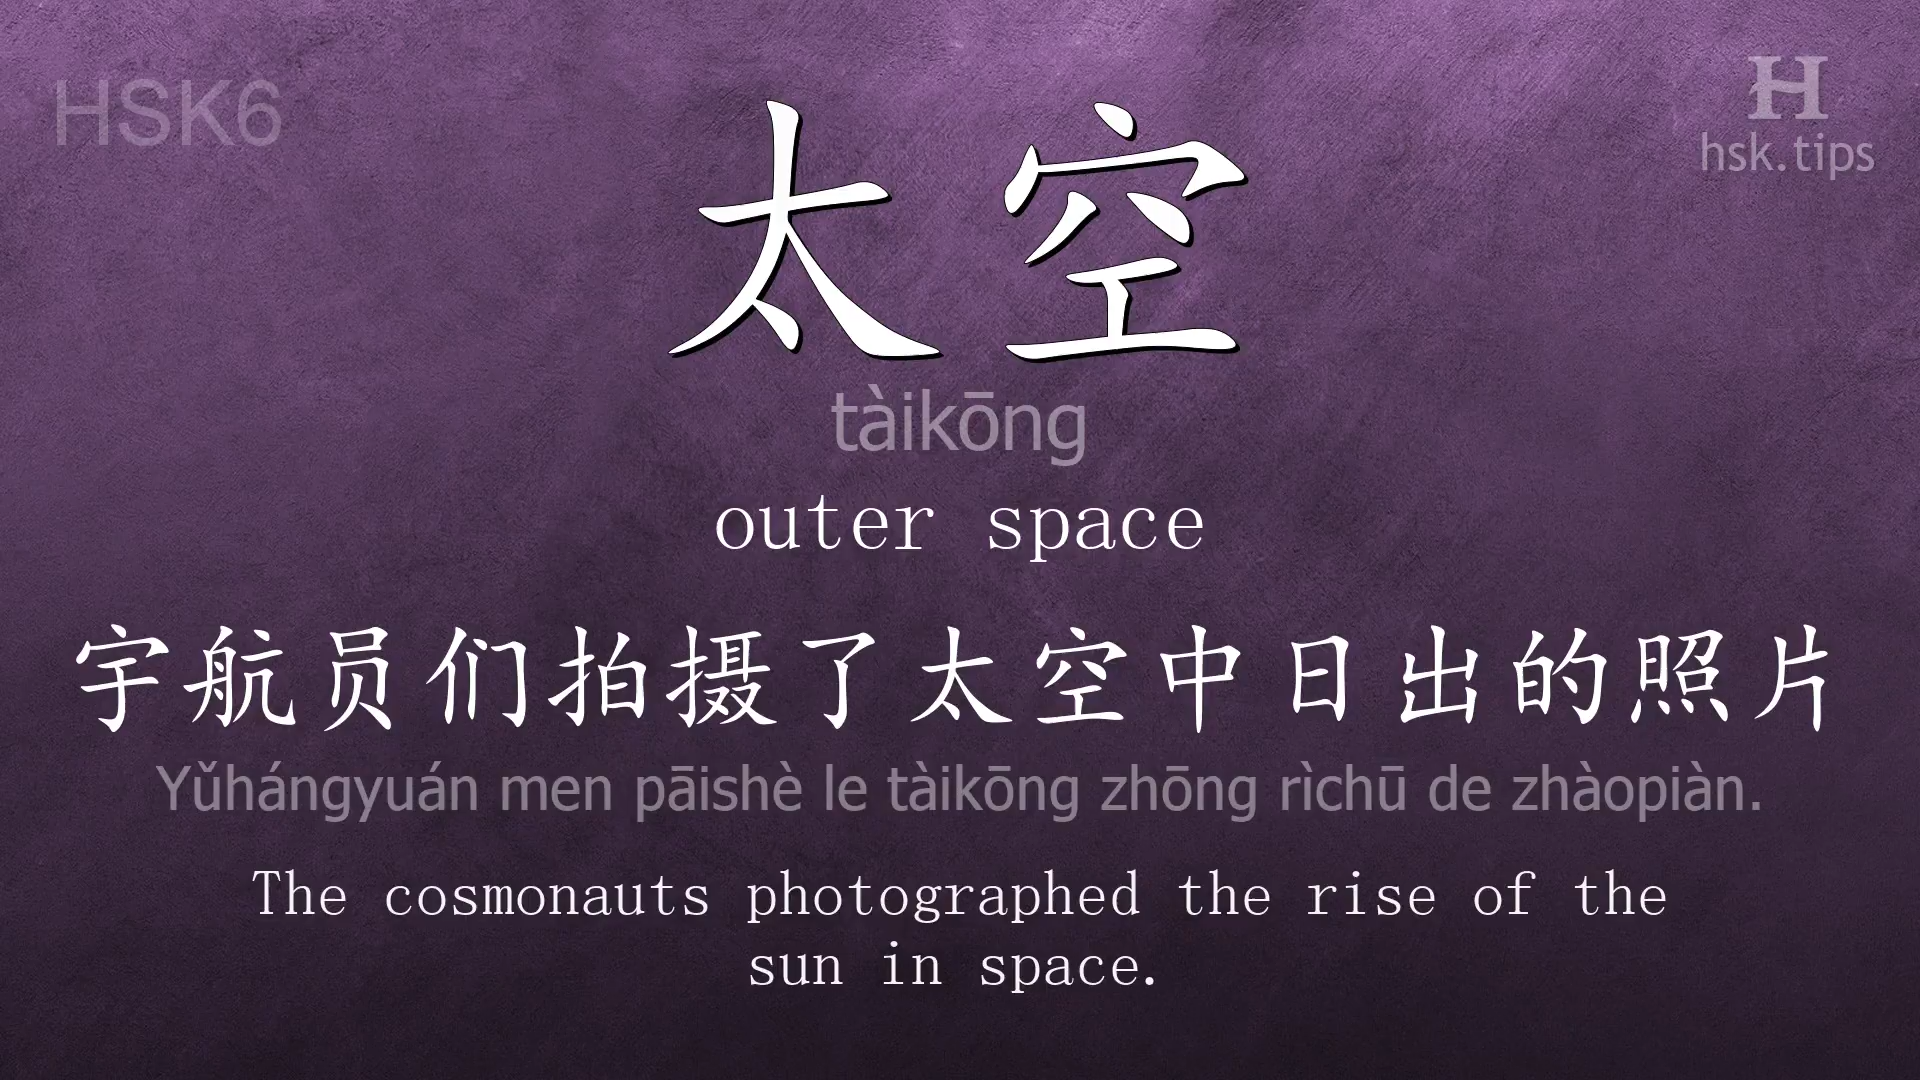 HSK6
H
hsk.tips
太空
tàikōng
outer space
宇航员们拍摄了太空中日出的照片
Yǔhángyuán men pāishè le tàikōng zhōng rìchū de zhàopiàn.
The cosmonauts photographed the rise of the
sun in space.